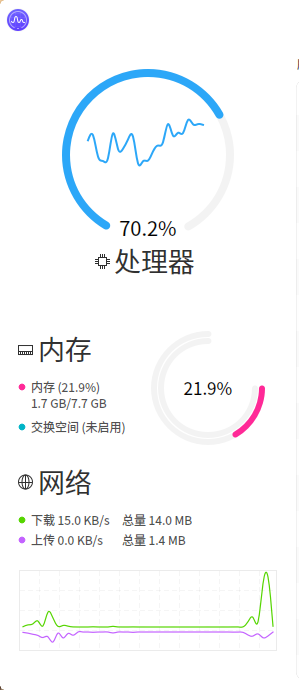 70.2%
处理器
内存
内存 (21.9%)
1.7 GB/7.7 GB
21.9%
交换空间 (未启用)
网络
下载 15.0 KB/s 总量 14.0 MB
上传 0.0 KB/s 总量 1.4 MB